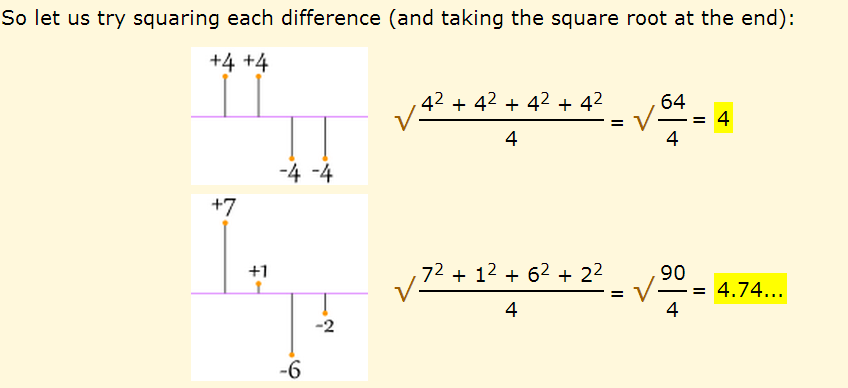 So let us try squaring each difference (and taking the square root at the end):
+4 +4
-4 -4
√ 4² + 4² + 4² + 4² / 4 = √ 64 / 4 = 4
+7
+1
-2
-6
√ 7² + 1² + 6² + 2² / 4 = √ 90 / 4 = 4.74...